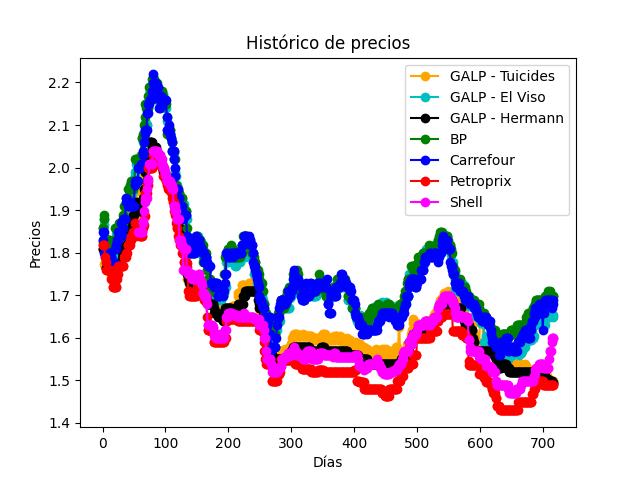 Histórico de precios
GALP - Tuicides
GALP - El Viso
GALP - Hermann
BP
Carrefour
Petroprix
Shell
Precios
2.2
2.1
2.0
1.9
1.8
1.7
1.6
1.5
1.4
0 100 200 300 400 500 600 700
Días